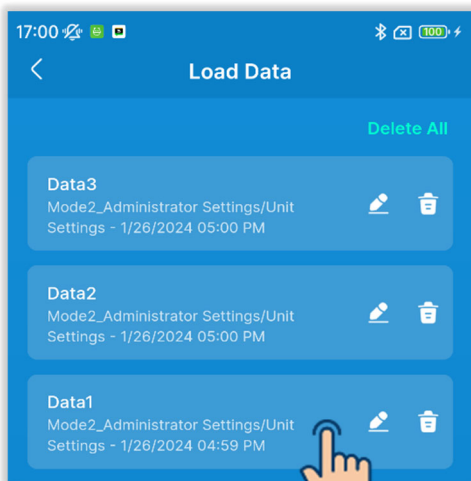 17:00
100
Load Data
Delete All
Data3
Mode2_Administrator Settings/Unit
Settings - 1/26/2024 05:00 PM
Data2
Mode2_Administrator Settings/Unit
Settings - 1/26/2024 05:00 PM
Data1
Mode2_Administrator Settings/Unit
Settings - 1/26/2024 04:59 PM